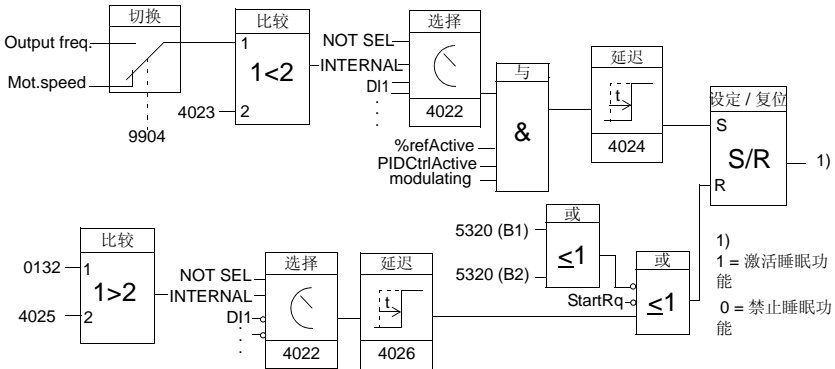 切换
Output freq.
Mot.speed
9904
比较
1
1<2
4023
2
NOT SEL
INTERNAL
DI1
.
.
.
选择
4022
与
&
%refActive
PIDCtrlActive
modulating
延迟
t
4024
设定 / 复位
S
S/R
R
1)
比较
0132
1
1>2
4025
2
NOT SEL
INTERNAL
DI1
.
.
.
选择
4022
延迟
t
4026
或
5320 (B1)
≤1
5320 (B2)
StartRq
或
≤1
1)
1 = 激活睡眠功
能
0 = 禁止睡眠功
能